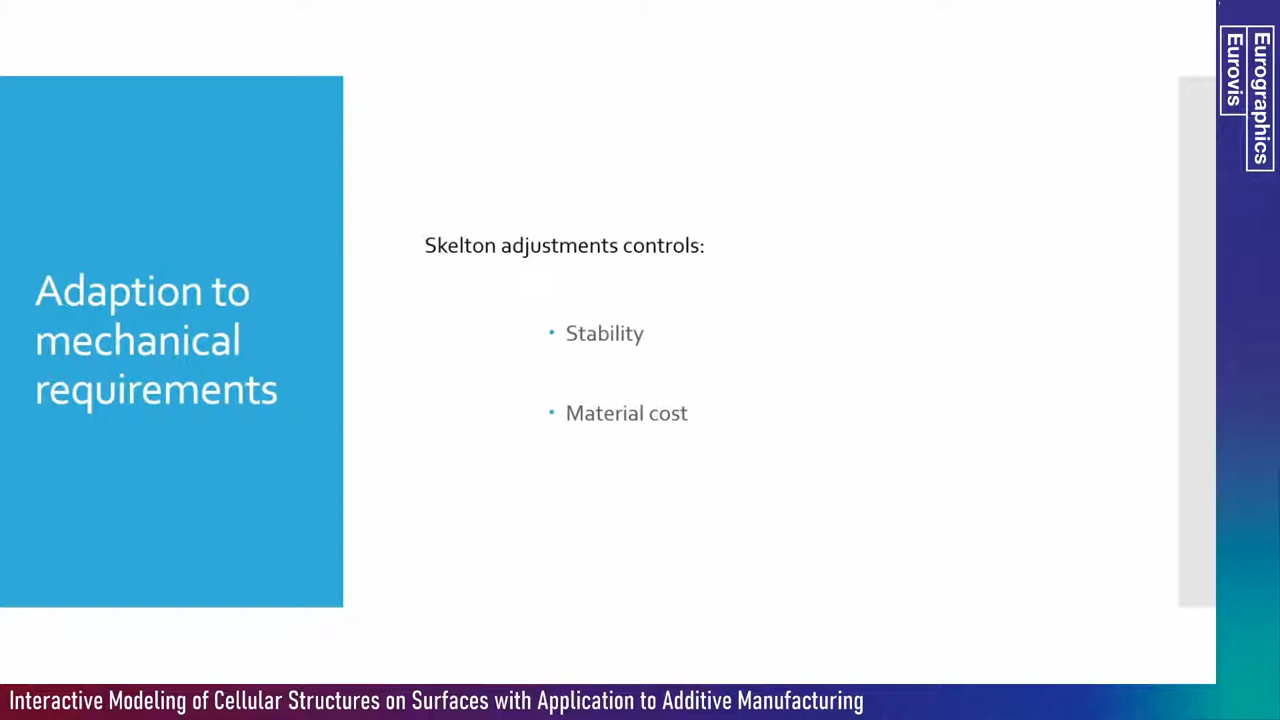 Adaption to
mechanical
requirements
Skelton adjustments controls:
• Stability
• Material cost
Eurographics
Eurovis
Interactive Modeling of Cellular Structures on Surfaces with Application to Additive Manufacturing